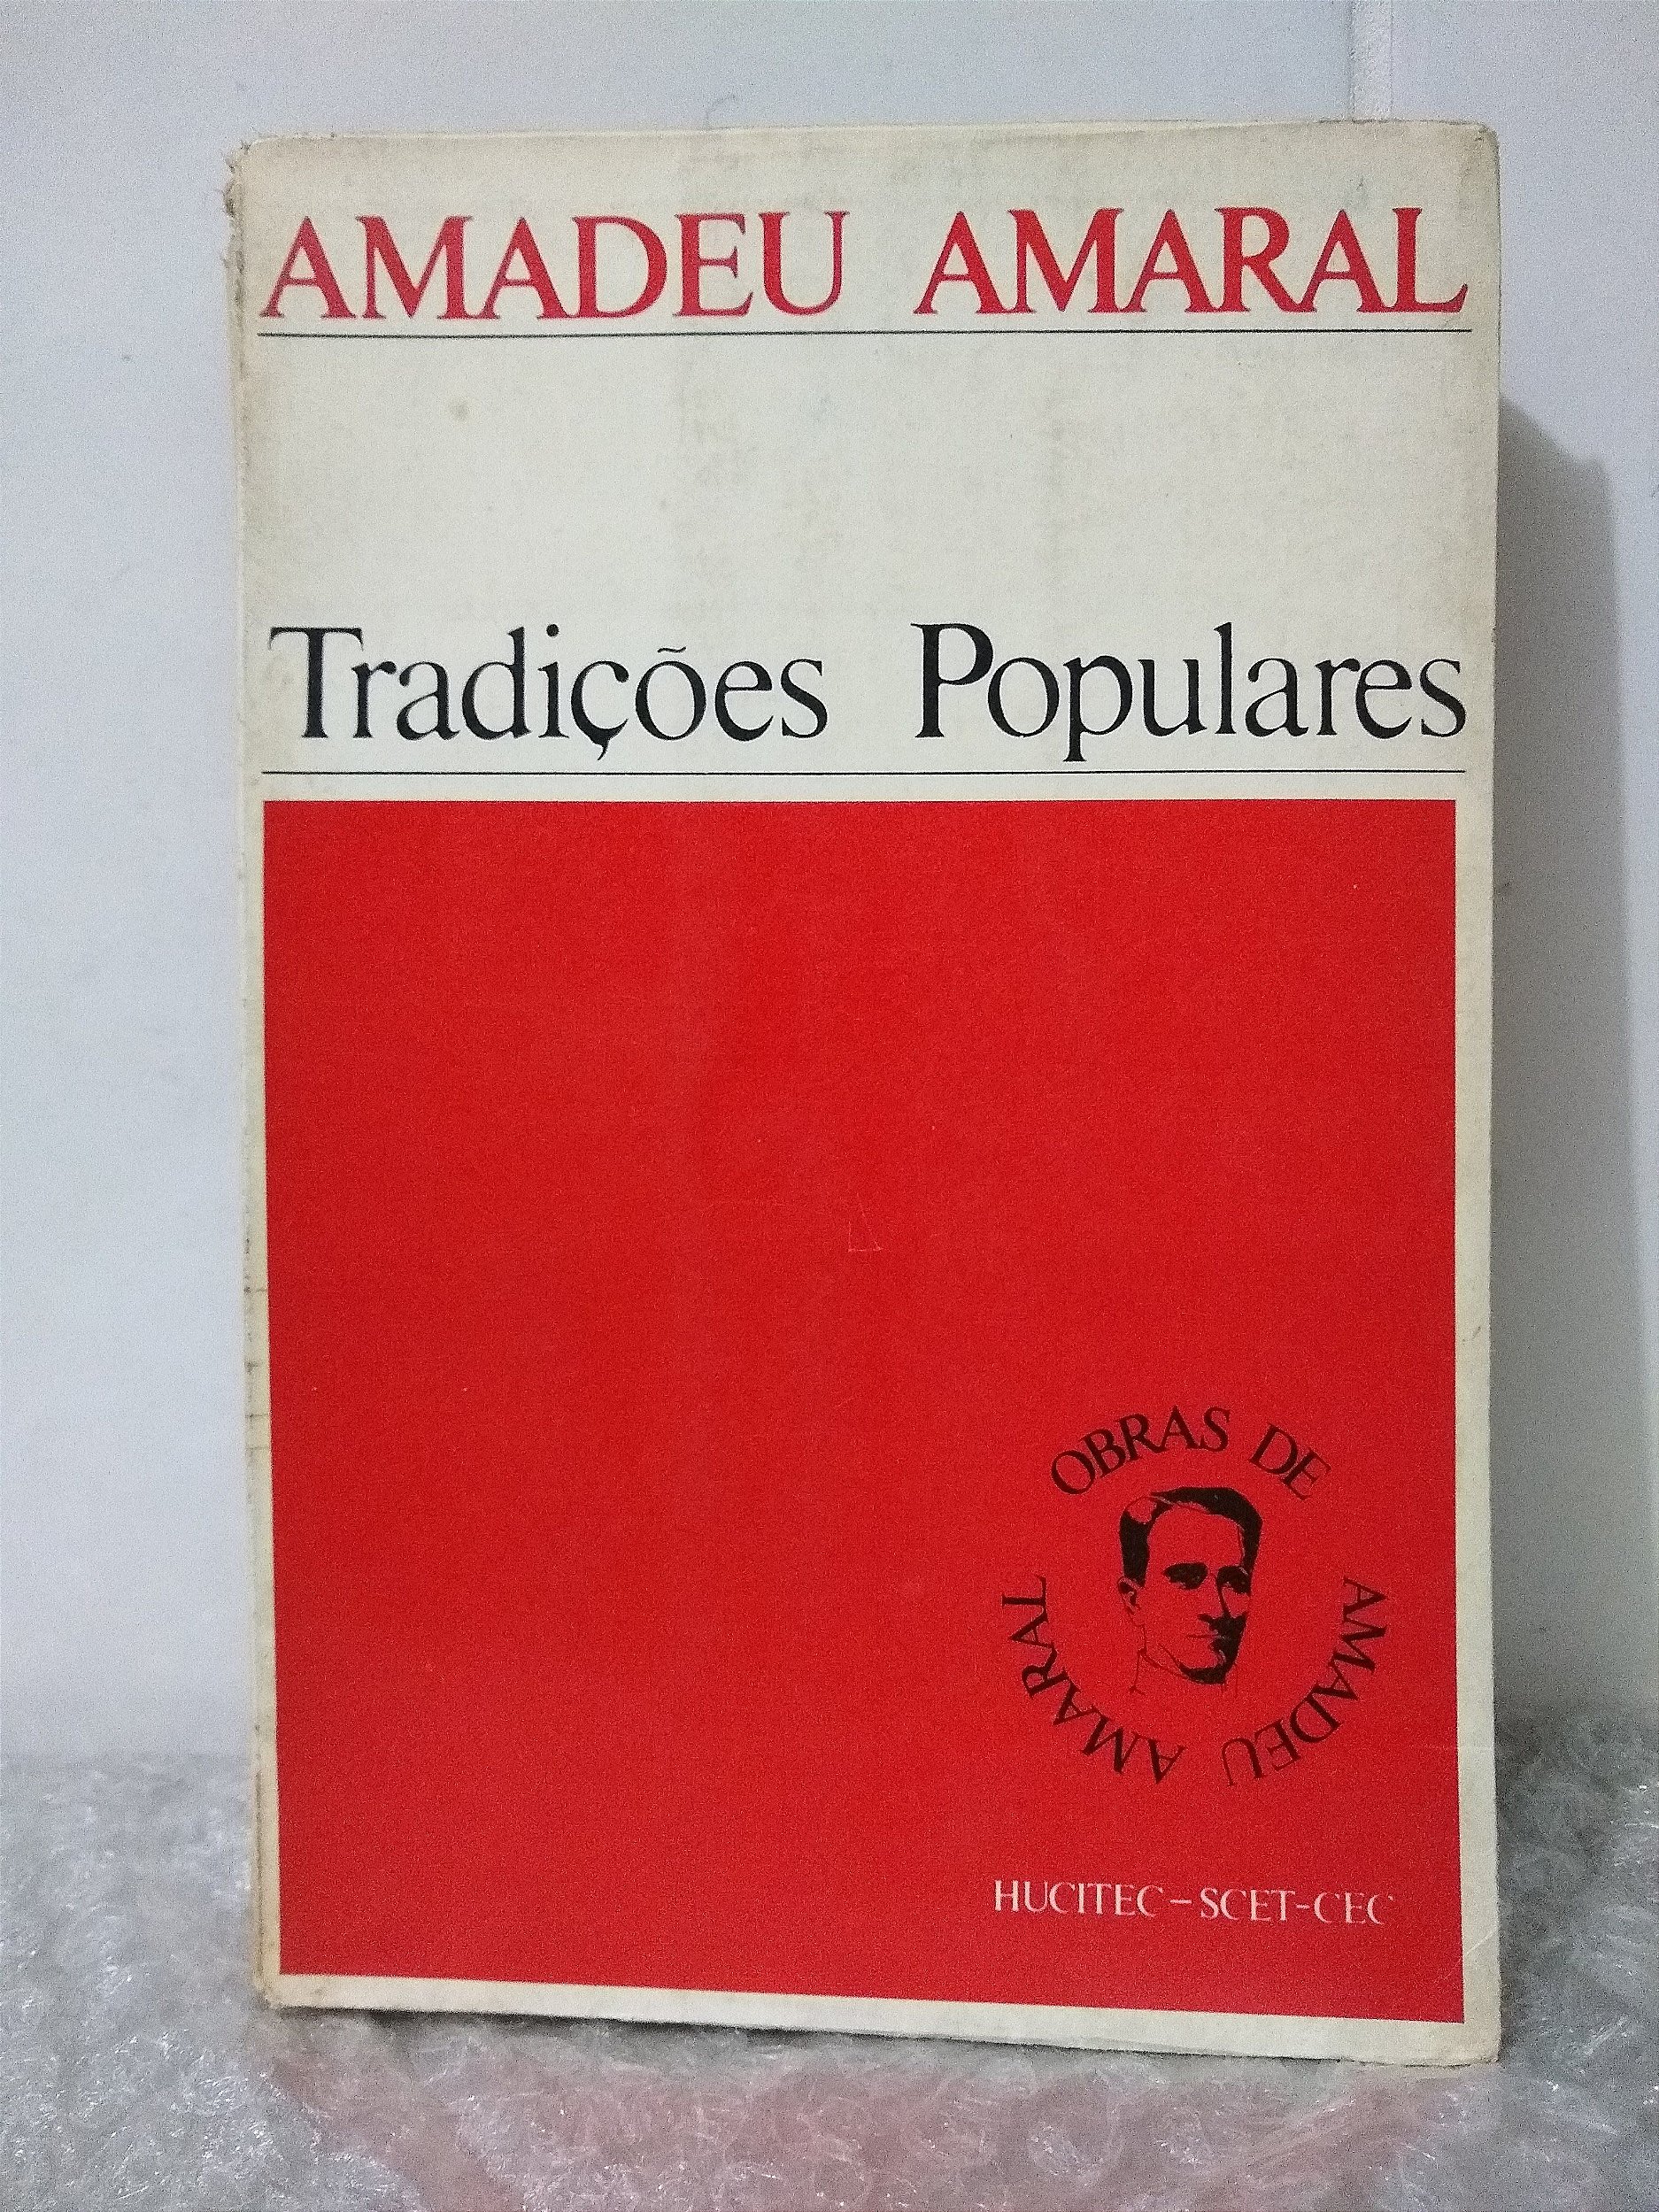 AMADEU AMARAL
Tradições Populares
OBRAS DE AMADEU AMARAL
HUCITEC – SCET-CEC